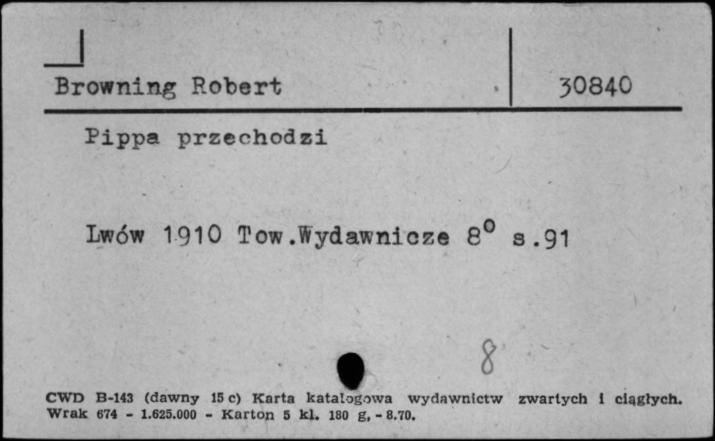 Browning Robert 30840
Pippa przechodzi
Lwów 1910 Tow.Wydawnicze 8⁰ s.91
8
CWD B-143 (dawny 15 c) Karta katalogowa wydawnictw zwartych i ciągłych.
Wrak 674 - 1.625.000 - Karton 5 kl. 180 g, - 8.70.